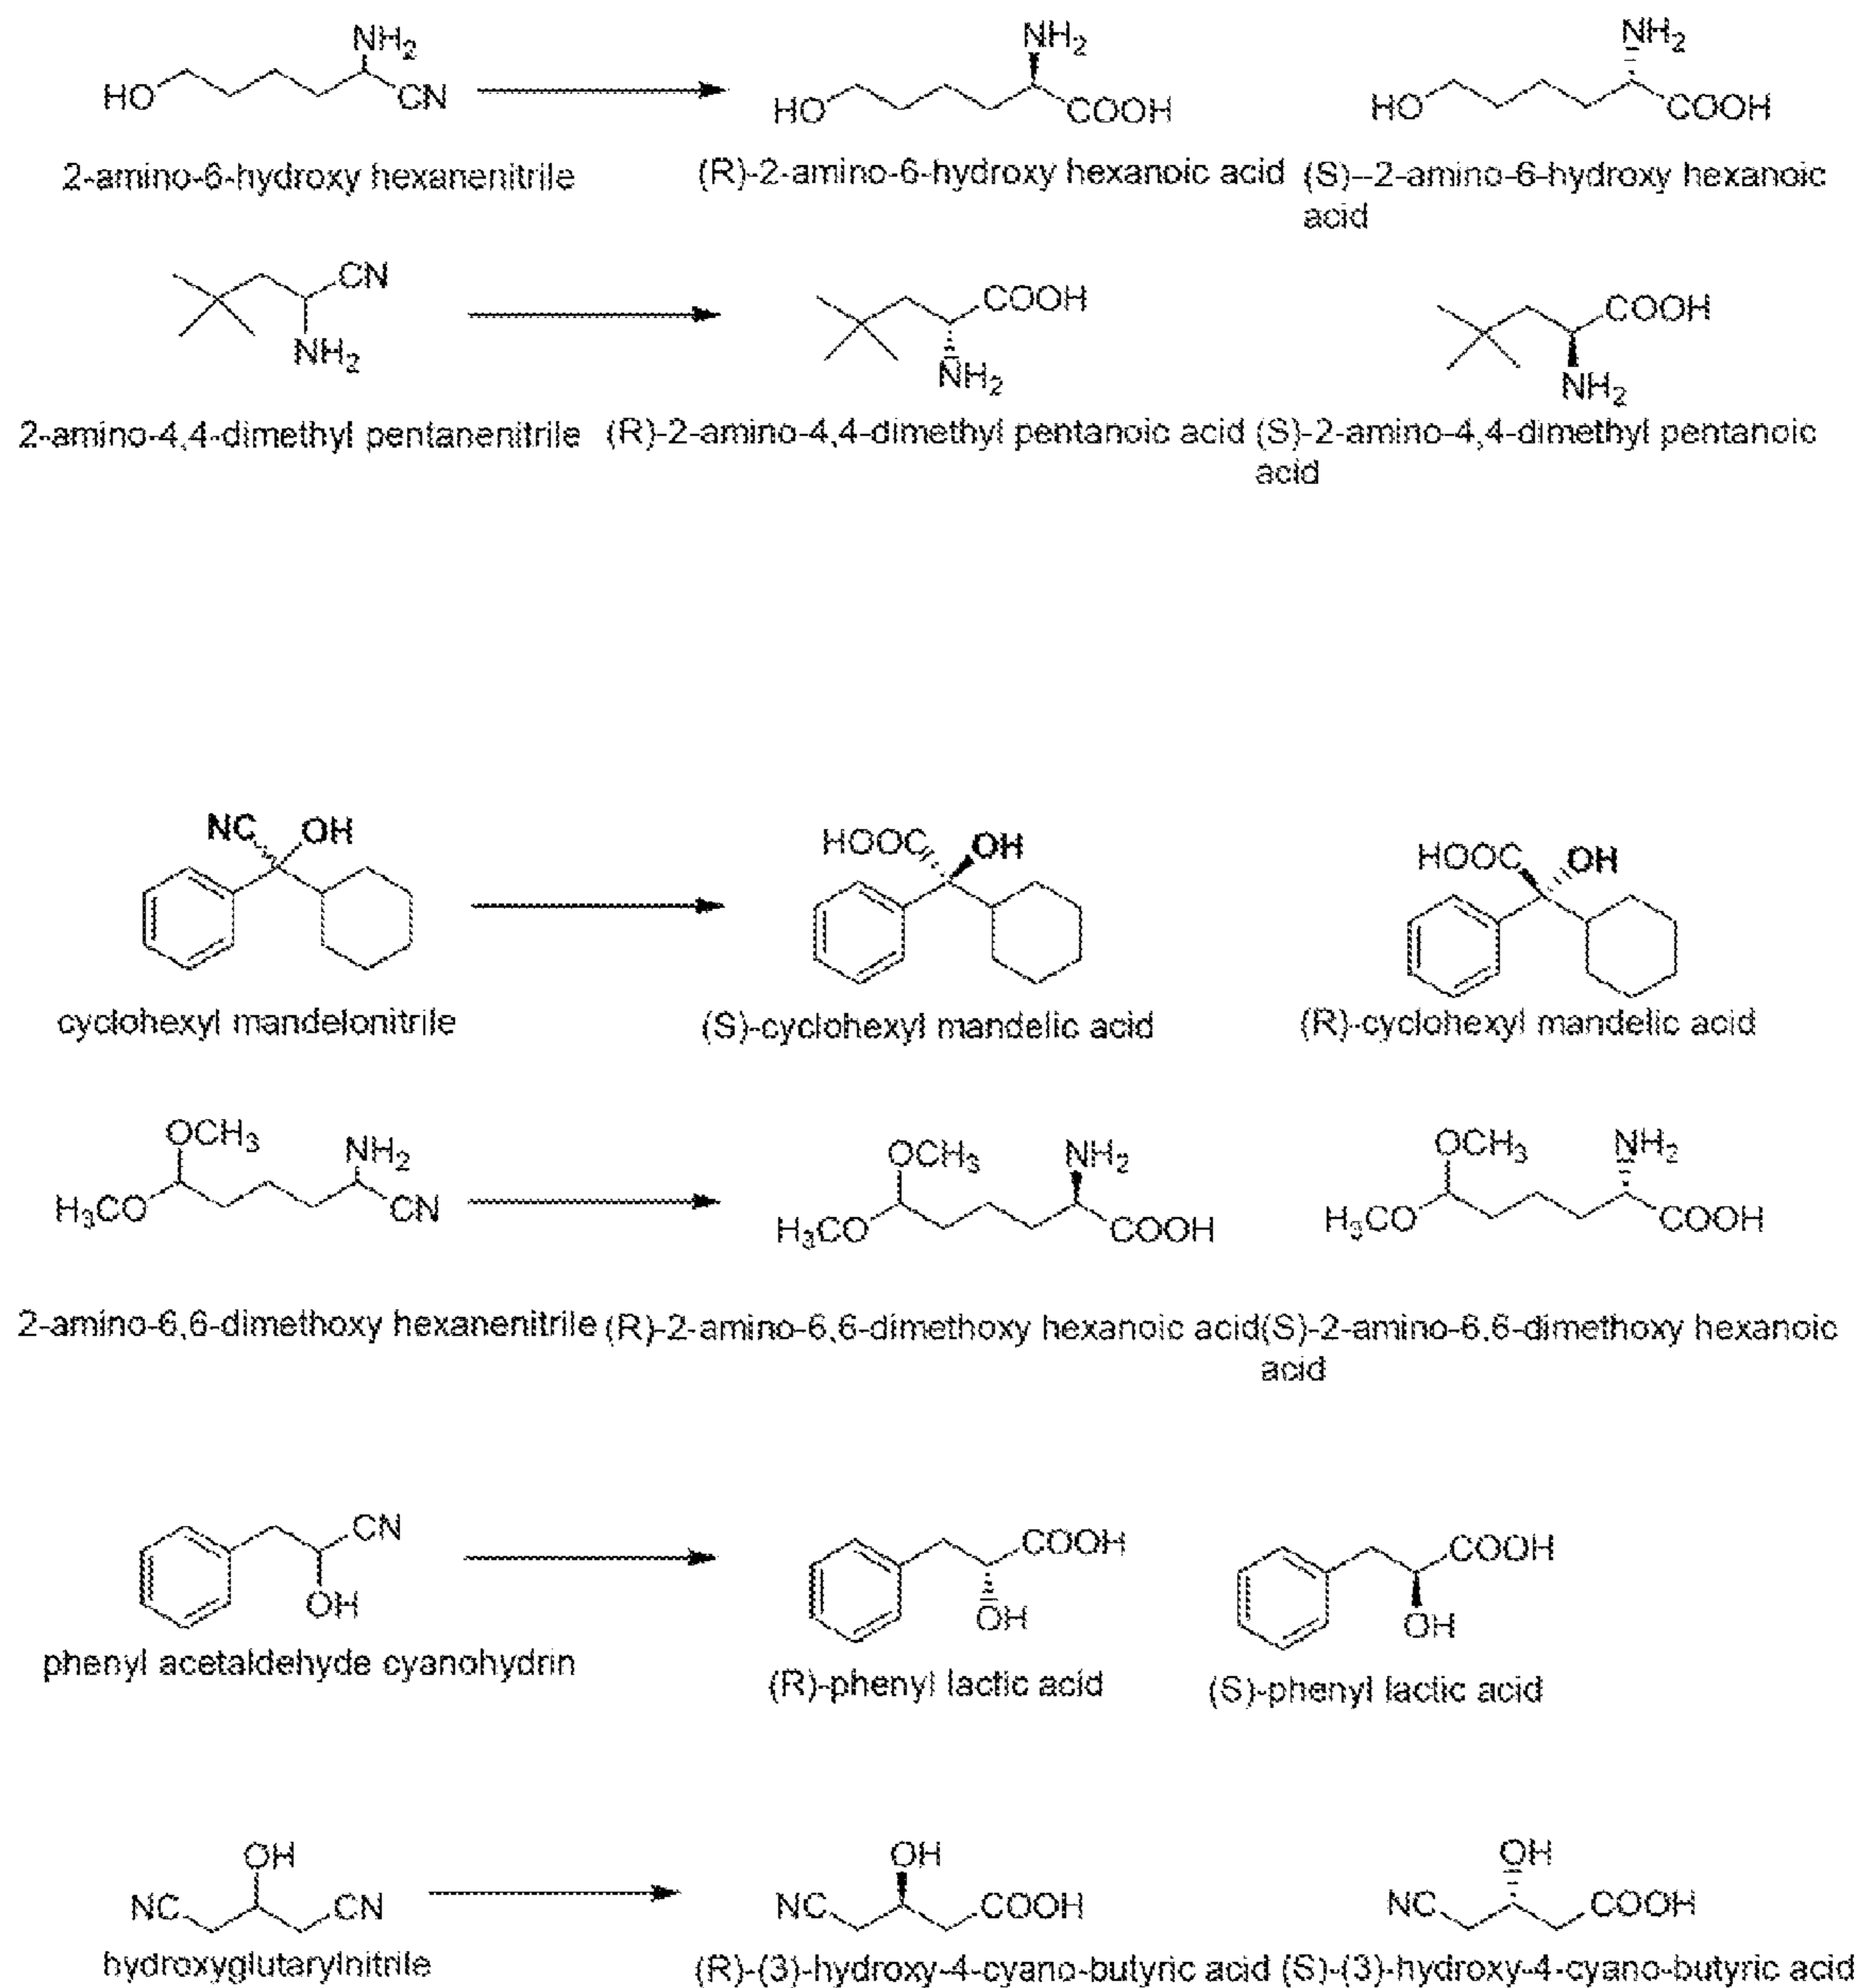 NH₂ NH₂ NH₂
HO CN HO COOH HO COOH
2-amino-6-hydroxy hexanenitrile (R)-2-amino-6-hydroxy hexanoic acid (S)--2-amino-6-hydroxy hexanoic
acid
CN COOH COOH
NH₂ NH₂ NH₂
2-amino-4,4-dimethyl pentanenitrile (R)-2-amino-4,4-dimethyl pentanoic acid (S)-2-amino-4,4-dimethyl pentanoic
acid
NC OH HOOC OH HOOC OH
cyclohexyl mandelonitrile (S)-cyclohexyl mandelic acid (R)-cyclohexyl mandelic acid
OCH₃ NH₂ OCH₃ NH₂ OCH₃ NH₂
H₃CO CN H₃CO COOH H₃CO COOH
2-amino-6,6-dimethoxy hexanenitrile (R)-2-amino-6,6-dimethoxy hexanoic acid(S)-2-amino-6,6-dimethoxy hexanoic
acid
CN COOH COOH
OH OH OH
phenyl acetaldehyde cyanohydrin (R)-phenyl lactic acid (S)-phenyl lactic acid
OH OH OH
NC CN NC COOH NC COOH
hydroxyglutarylnitrile (R)-(3)-hydroxy-4-cyano-butyric acid (S)-(3)-hydroxy-4-cyano-butyric acid